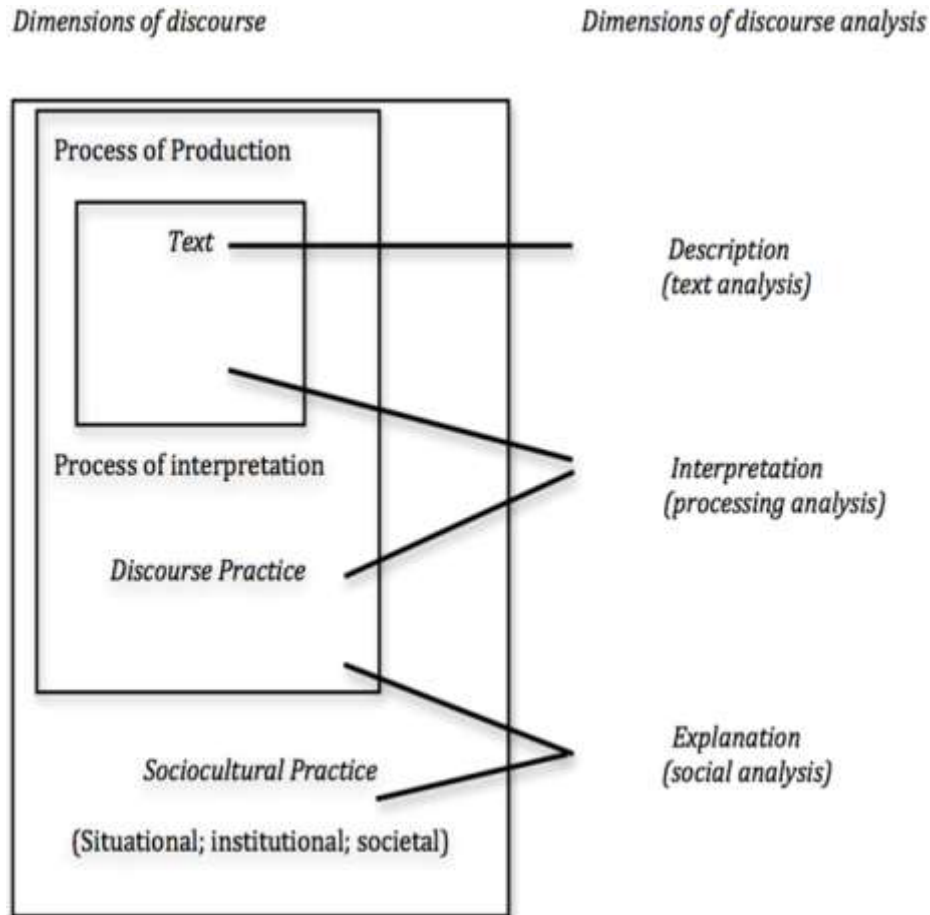 Dimensions of discourse
Dimensions of discourse analysis
Process of Production
Text
Description
(text analysis)
Process of interpretation
Interpretation
(processing analysis)
Discourse Practice
Explanation
(social analysis)
Sociocultural Practice
(Situational; institutional; societal)